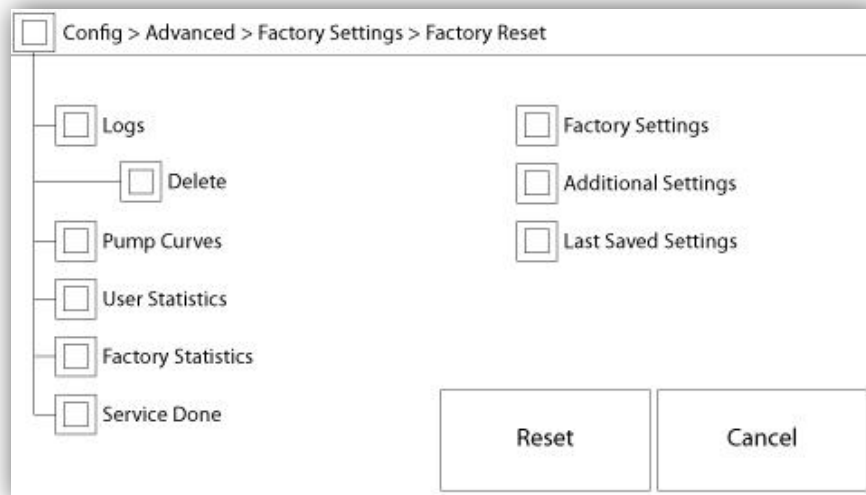 Config > Advanced > Factory Settings > Factory Reset
Logs
Delete
Pump Curves
User Statistics
Factory Statistics
Service Done
Factory Settings
Additional Settings
Last Saved Settings
Reset
Cancel